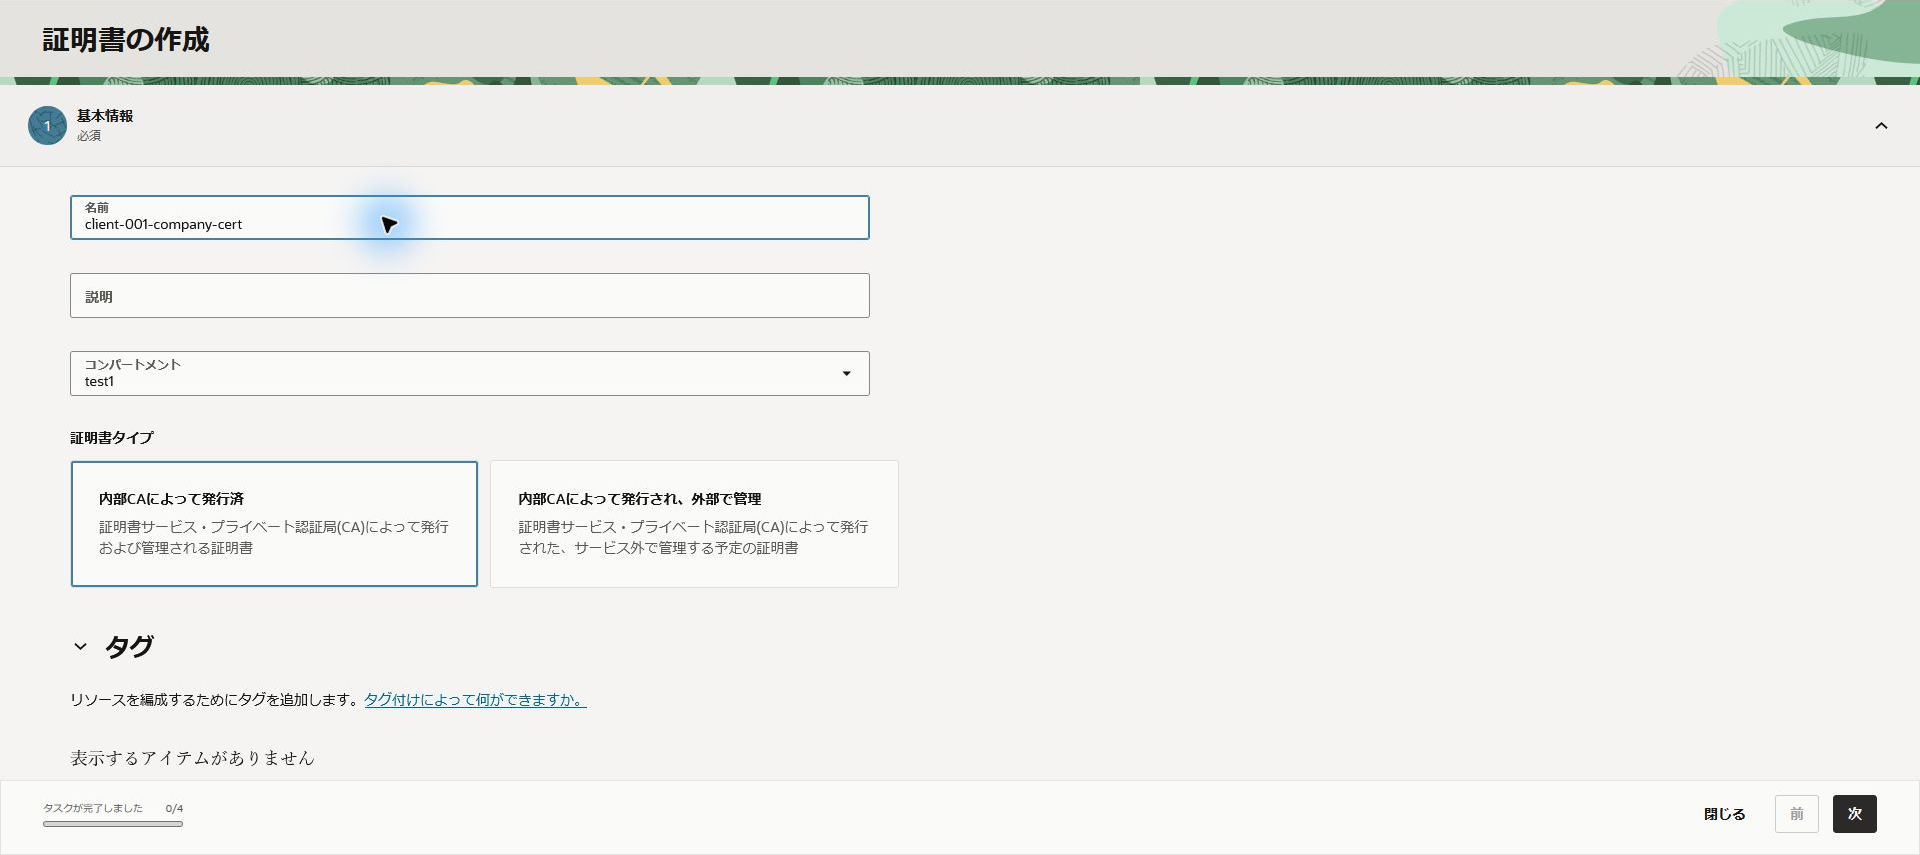 証明書の作成
1
基本情報
必須
名前
client-001-company-cert
説明
コンパートメント
test1
証明書タイプ
内部CAによって発行済
証明書サービス・プライベート認証局(CA)によって発行
および管理される証明書
内部CAによって発行され、外部で管理
証明書サービス・プライベート認証局(CA)によって発行
された、サービス外で管理する予定の証明書
タグ
リソースを編成するためにタグを追加します。タグ付けによって何ができますか。
表示するアイテムがありません
タスクが完了しました 0/4
閉じる
前
次